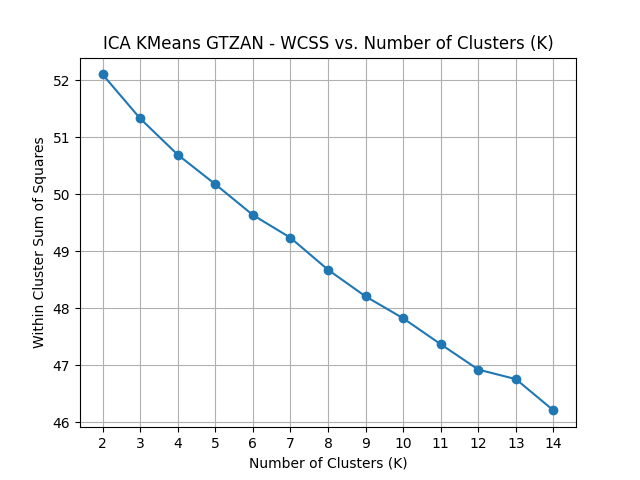 ICA KMeans GTZAN - WCSS vs. Number of Clusters (K)
Within Cluster Sum of Squares
52
51
50
49
48
47
46
2 3 4 5 6 7 8 9 10 11 12 13 14
Number of Clusters (K)